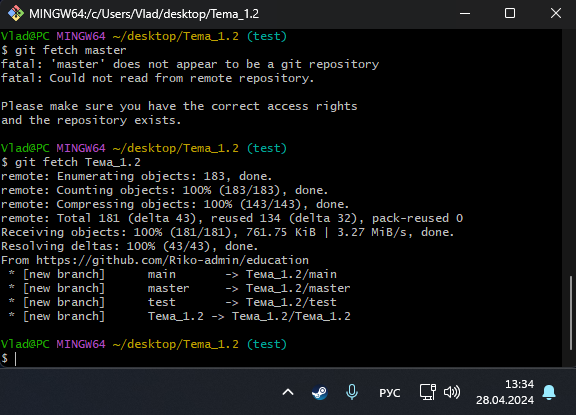 MINGW64:/c/Users/Vlad/desktop/Tema_1.2
Vlad@PC MINGW64 ~/desktop/Tema_1.2 (test)
$ git fetch master
fatal: 'master' does not appear to be a git repository
fatal: Could not read from remote repository.
Please make sure you have the correct access rights
and the repository exists.
Vlad@PC MINGW64 ~/desktop/Tema_1.2 (test)
$ git fetch Тема_1.2
remote: Enumerating objects: 183, done.
remote: Counting objects: 100% (183/183), done.
remote: Compressing objects: 100% (143/143), done.
remote: Total 181 (delta 43), reused 134 (delta 32), pack-reused 0
Receiving objects: 100% (181/181), 761.75 KiB | 3.27 MiB/s, done.
Resolving deltas: 100% (43/43), done.
From https://github.com/Riko-admin/education
* [new branch] main -> Тема_1.2/main
* [new branch] master -> Тема_1.2/master
* [new branch] test -> Тема_1.2/test
* [new branch] Тема_1.2 -> Тема_1.2/Тема_1.2
Vlad@PC MINGW64 ~/desktop/Tema_1.2 (test)
$
РУС
13:34
28.04.2024